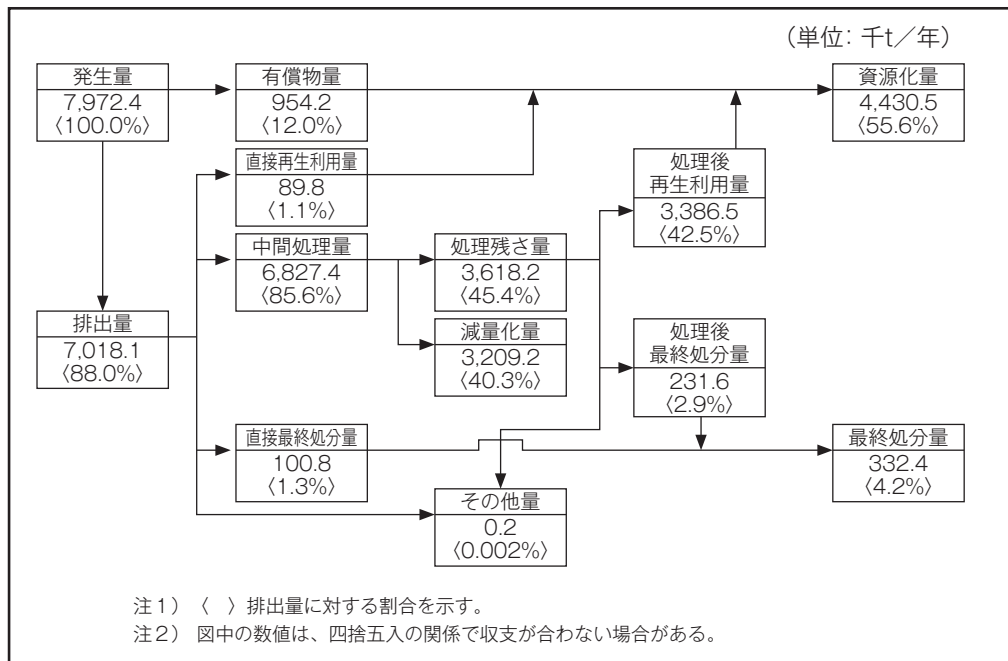 (単位: 千t／年)
発生量
7,972.4
〈100.0%〉
有償物量
954.2
〈12.0%〉
資源化量
4,430.5
〈55.6%〉
直接再生利用量
89.8
〈1.1%〉
処理後
再生利用量
3,386.5
〈42.5%〉
中間処理量
6,827.4
〈85.6%〉
処理残さ量
3,618.2
〈45.4%〉
排出量
7,018.1
〈88.0%〉
減量化量
3,209.2
〈40.3%〉
処理後
最終処分量
231.6
〈2.9%〉
直接最終処分量
100.8
〈1.3%〉
最終処分量
332.4
〈4.2%〉
その他量
0.2
〈0.002%〉
注1） 〈　〉排出量に対する割合を示す。
注2） 図中の数値は、四捨五入の関係で収支が合わない場合がある。